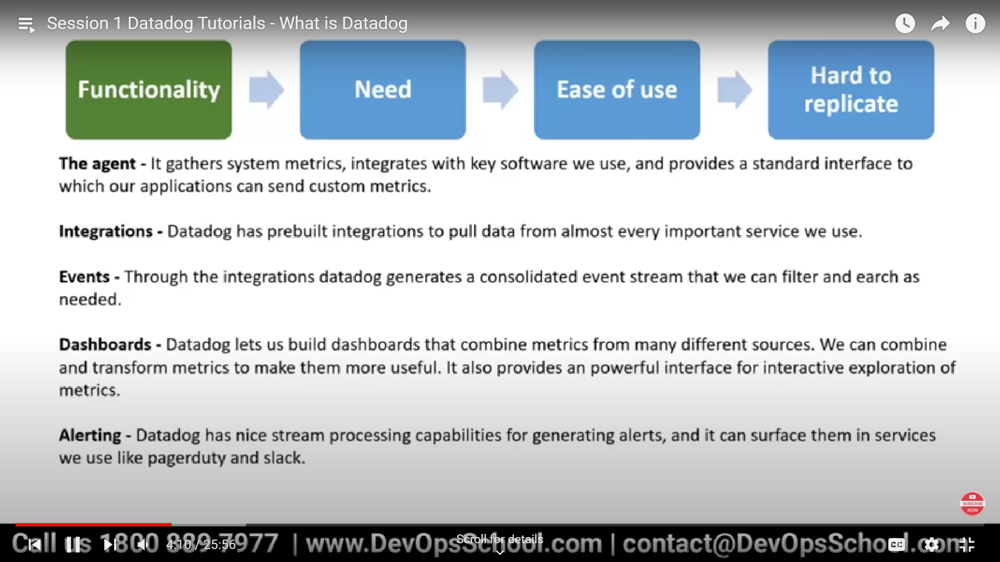 Session 1 Datadog Tutorials - What is Datadog
Functionality
Need
Ease of use
Hard to
replicate
The agent - It gathers system metrics, integrates with key software we use, and provides a standard interface to
which our applications can send custom metrics.
Integrations - Datadog has prebuilt integrations to pull data from almost every important service we use.
Events - Through the integrations datadog generates a consolidated event stream that we can filter and earch as
needed.
Dashboards - Datadog lets us build dashboards that combine metrics from many different sources. We can combine
and transform metrics to make them more useful. It also provides an powerful interface for interactive exploration of
metrics.
Alerting - Datadog has nice stream processing capabilities for generating alerts, and it can surface them in services
we use like pagerduty and slack.
SUBSCRIBE
NOW
Scroll for details
Call us 1800 889 7977 | www.DevOpsSchool.com | contact@DevOpsSchool.com
4:10 / 25:56
CC